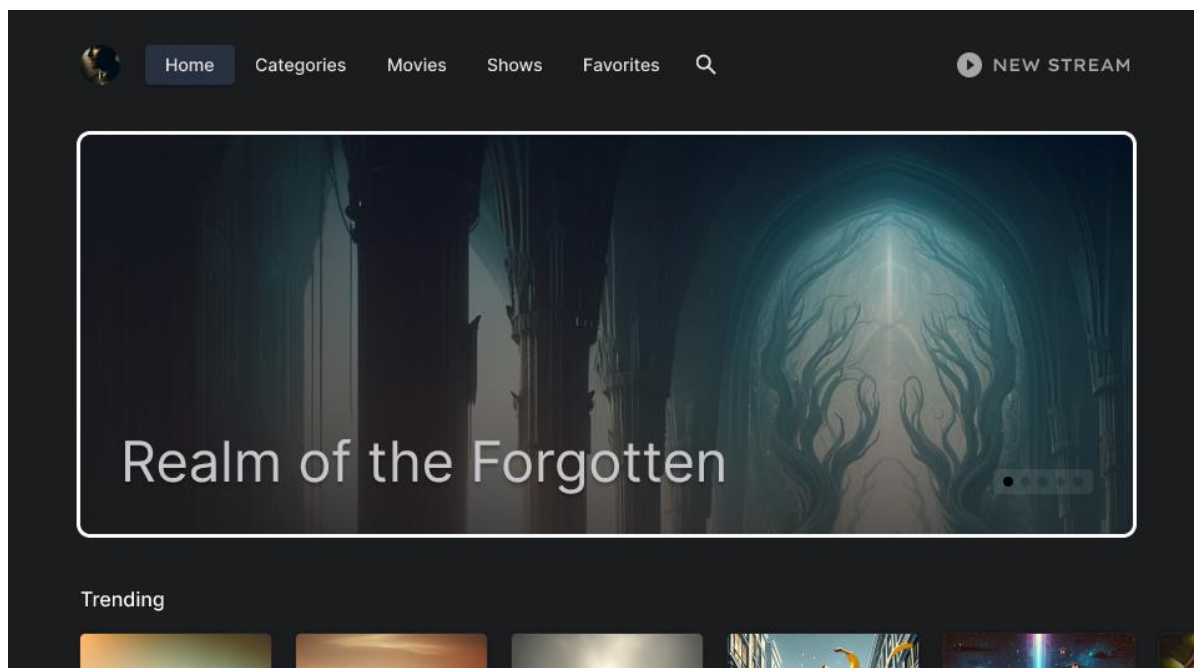 Home Categories Movies Shows Favorites NEW STREAM
Realm of the Forgotten
Trending